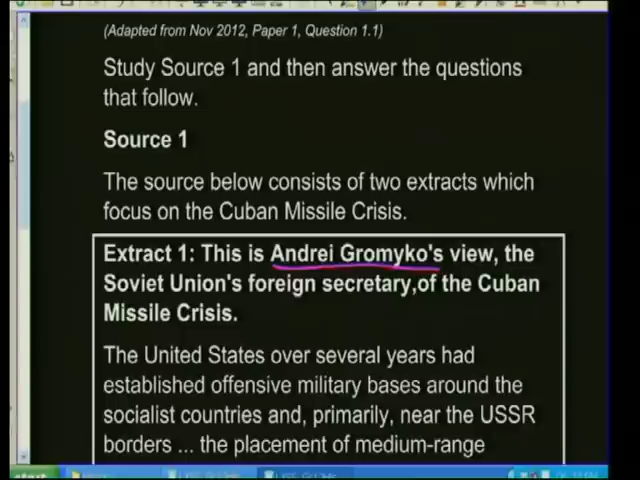 (Adapted from Nov 2012, Paper 1, Question 1.1)
Study Source 1 and then answer the questions
that follow.
Source 1
The source below consists of two extracts which
focus on the Cuban Missile Crisis.
Extract 1: This is Andrei Gromyko's view, the
Soviet Union's foreign secretary,of the Cuban
Missile Crisis.
The United States over several years had
established offensive military bases around the
socialist countries and, primarily, near the USSR
borders ... the placement of medium-range
start